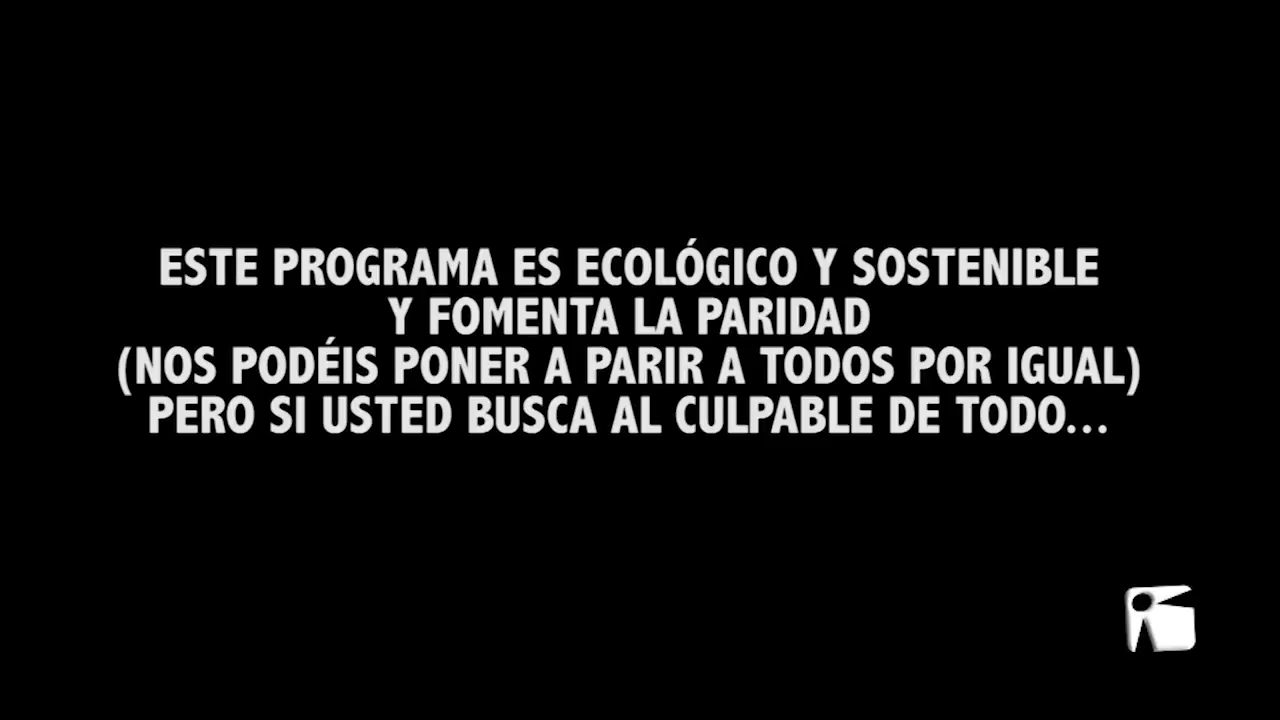 ESTE PROGRAMA ES ECOLÓGICO Y SOSTENIBLE
Y FOMENTA LA PARIDAD
(NOS PODÉIS PONER A PARIR A TODOS POR IGUAL)
PERO SI USTED BUSCA AL CULPABLE DE TODO...